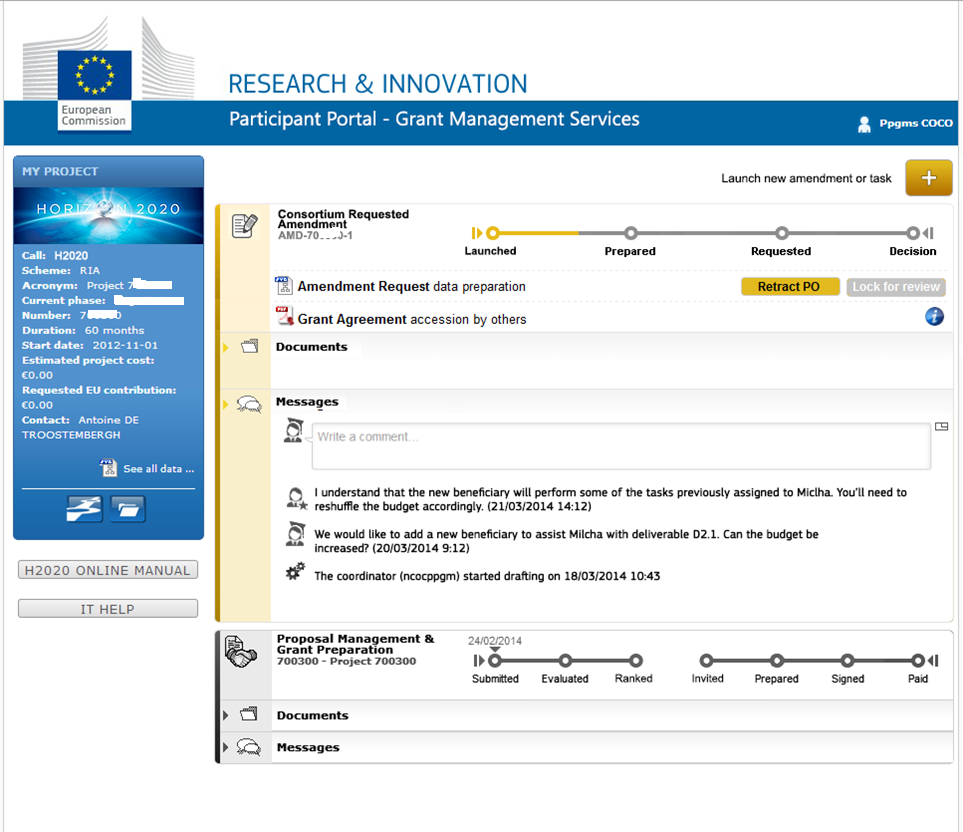 European
Commission
RESEARCH & INNOVATION
Participant Portal - Grant Management Services
Ppgms COCO
MY PROJECT
HORIZON 2020
Call: H2020
Scheme: RIA
Acronym: Project 7
Current phase:
Number: 7
Duration: 60 months
Start date: 2012-11-01
Estimated project cost:
€0.00
Requested EU contribution:
€0.00
Contact: Antoine DE
TROOSTEMBERGH
See all data ...
H2020 ONLINE MANUAL
IT HELP
Launch new amendment or task
+
Consortium Requested
Amendment
Launched
Prepared
Requested
Decision
Amendment Request data preparation
Retract PO
Lock for review
Grant Agreement accession by others
Documents
Messages
Write a comment...
I understand that the new beneficiary will perform some of the tasks previously assigned to Miclha. You'll need to
reshuffle the budget accordingly. (21/03/2014 14:12)
We would like to add a new beneficiary to assist Milcha with deliverable D2.1. Can the budget be
increased? (20/03/2014 9:12)
The coordinator (ncocppgm) started drafting on 18/03/2014 10:43
Proposal Management &
Grant Preparation
700300 - Project 700300
24/02/2014
Submitted
Evaluated
Ranked
Invited
Prepared
Signed
Paid
Documents
Messages